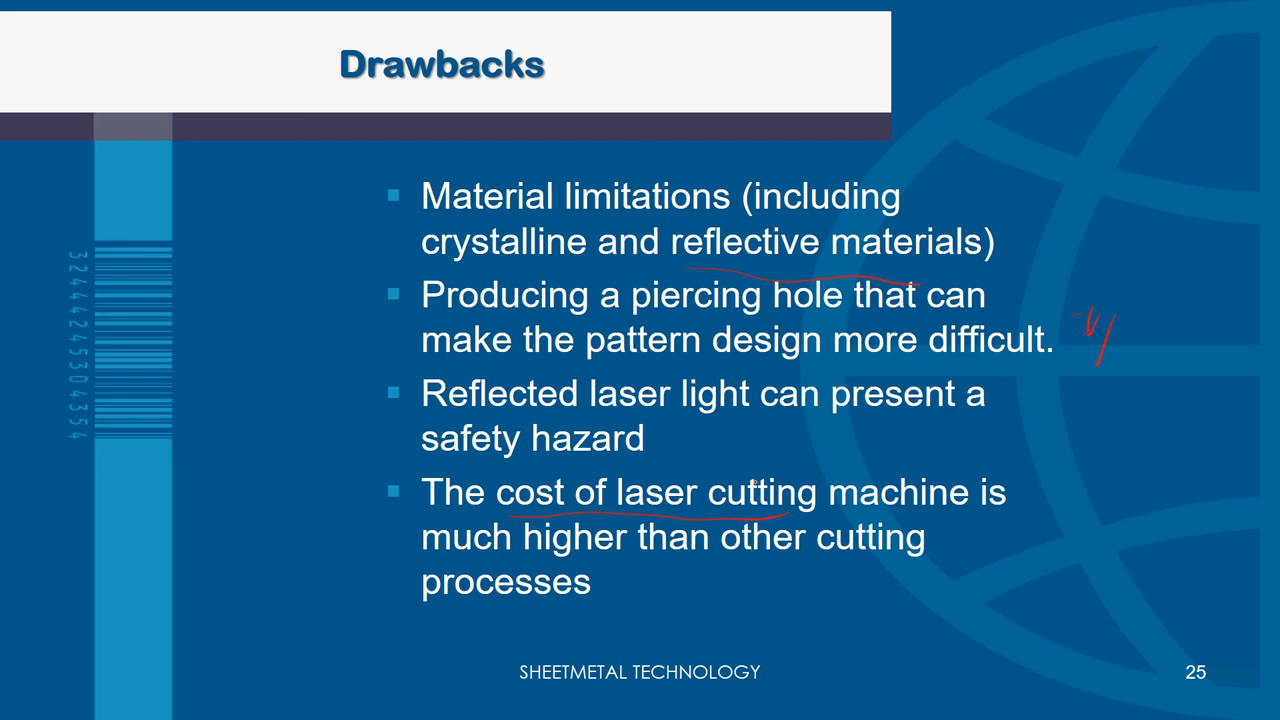 Drawbacks
Material limitations (including
crystalline and reflective materials)
Producing a piercing hole that can
make the pattern design more difficult.
Reflected laser light can present a
safety hazard
The cost of laser cutting machine is
much higher than other cutting
processes
32444245304354
SHEETMETAL TECHNOLOGY
25